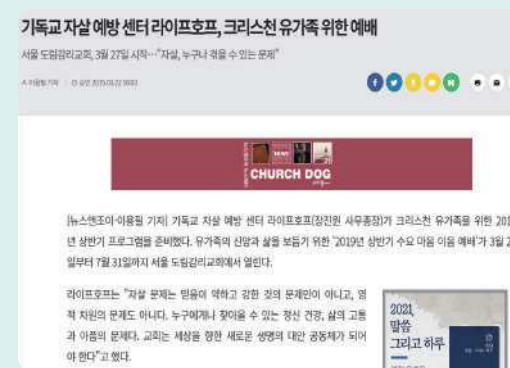 기독교 자살 예방 센터 라이프호프, 크리스천 유가족 위한 예배
서울 도림감리교회, 3월 27일 시작…"자살, 누구나 겪을 수 있는 문제"
이용필 기자
NEWS
CHURCH DOG
[뉴스앤조이-이용필 기자] 기독교 자살 예방 센터 라이프호프(장진원 사무총장)가 크리스천 유가족을 위한 201
년 상반기 프로그램을 준비했다. 유가족의 신앙과 삶을 보듬기 위한 '2019년 상반기 수요 마음 이음 예배'가 3월 2
일부터 7월 31일까지 서울 도림감리교회에서 열린다.
라이프호프는 "자살 문제는 믿음이 약하고 강한 것의 문제만이 아니고, 영
적 차원의 문제도 아니다. 누구에게나 찾아올 수 있는 정신 건강, 삶의 고통
과 아픔의 문제다. 교회는 세상을 향한 새로운 생명의 대안 공동체가 되어
야 한다"고 했다.
2021
말씀
그리고 하루